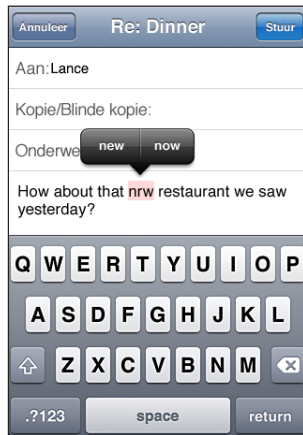 Annuleer Re: Dinner Stuur
Aan: Lance
Kopie/Blinde kopie:
Onderwe
new now
How about that nrw restaurant we saw
yesterday?
Q W E R T Y U I O P
A S D F G H J K L
Z X C V B N M
.?123 space return